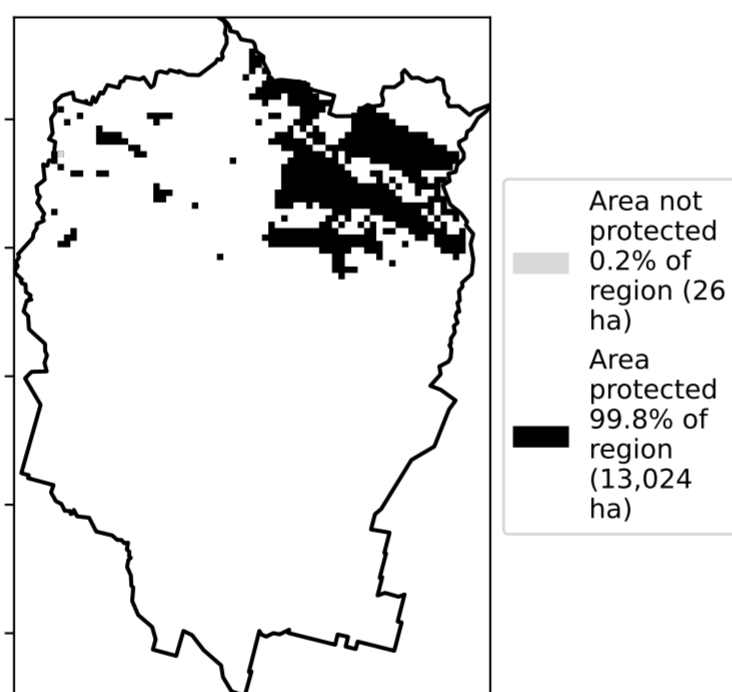 Area not
protected
0.2% of
region (26
ha)
Area
protected
99.8% of
region
(13,024
ha)